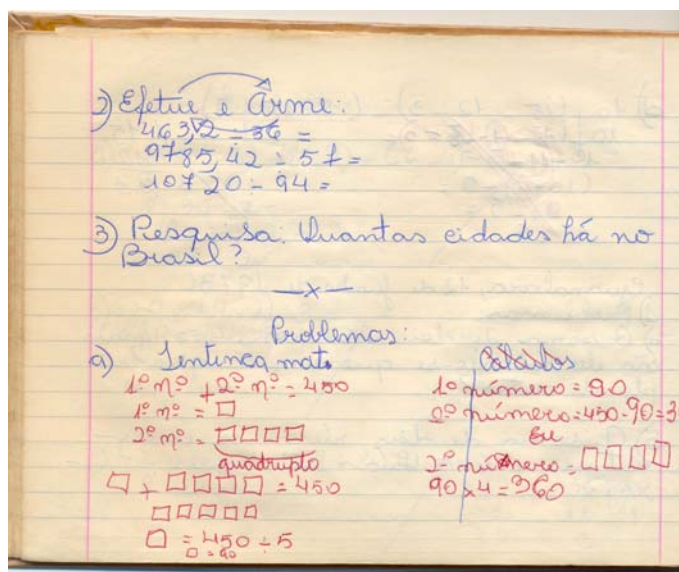 2) Efetue e Arme:
463,2 ÷ 36 =
9785,42 ÷ 57 =
10720 ÷ 94 =
3) Pesquisa: Quantas cidades há no
Brasil?
—x—
Problemas:
a) Sentença mat.
1º nº + 2º nº = 450
1º nº = □
2º nº = □□□□
quadruplo
□ + □□□□ = 450
□□□□□
□ = 450 ÷ 5
□ = 90
Cálculos
1º número = 90
2º número = 450 - 90 = 3
ou
2º número = □□□□
90 x 4 = 360